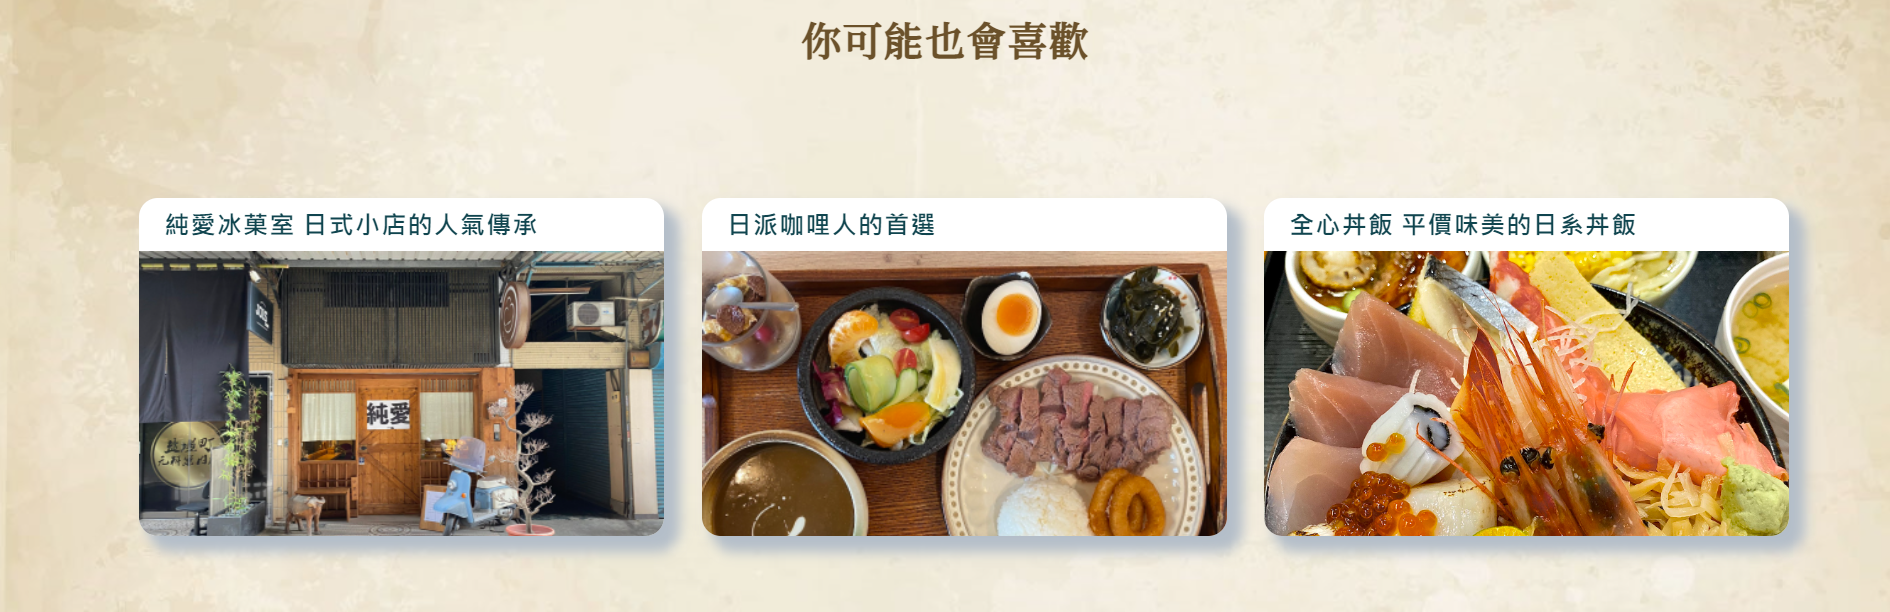 你可能也會喜歡
純愛冰菓室 日式小店的人氣傳承
日派咖哩人的首選
全心丼飯 平價味美的日系丼飯
純愛